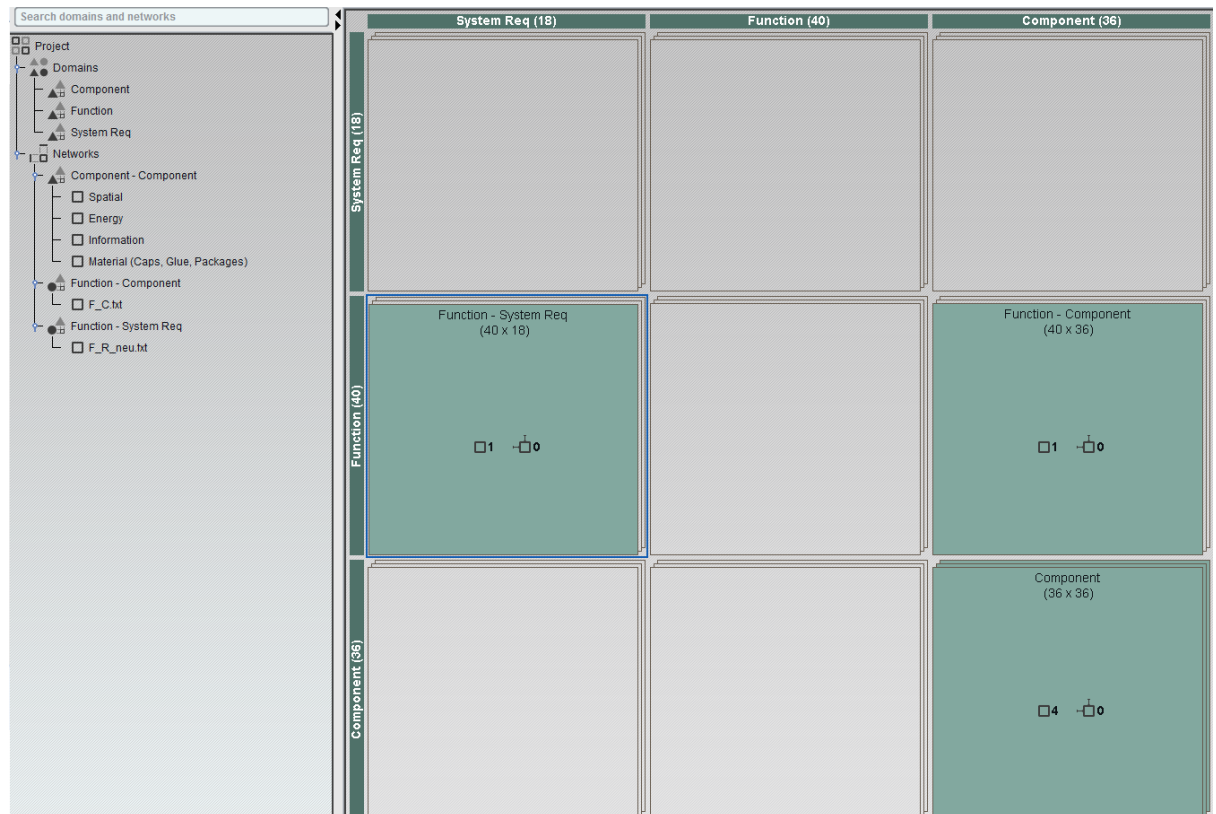 Search domains and networks
Project
Domains
Component
Function
System Req
Networks
Component - Component
Spatial
Energy
Information
Material (Caps, Glue, Packages)
Function - Component
F_C.txt
Function - System Req
F_R_neu.txt
System Req (18)
Function (40)
Component (36)
System Req (18)
Function (40)
Function - System Req
(40 x 18)
1 0
Function - Component
(40 x 36)
1 0
Component (36)
Component
(36 x 36)
4 0